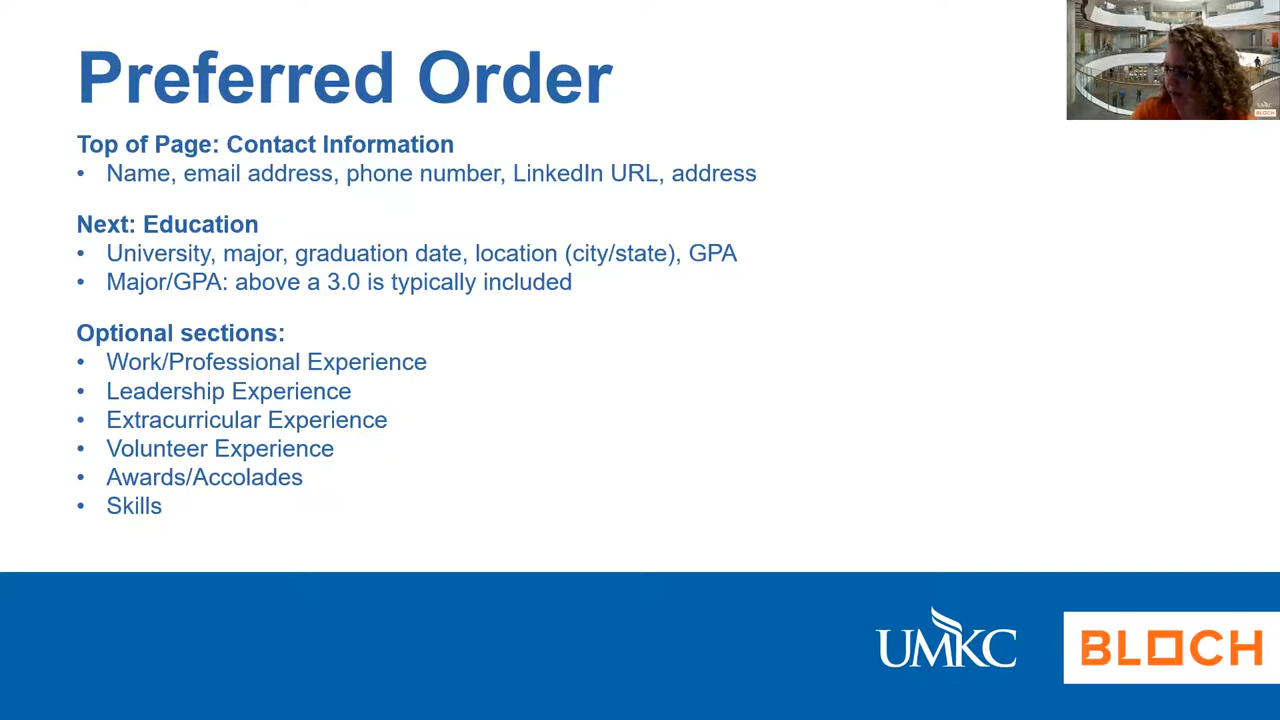 Preferred Order
Top of Page: Contact Information
• Name, email address, phone number, LinkedIn URL, address
Next: Education
• University, major, graduation date, location (city/state), GPA
• Major/GPA: above a 3.0 is typically included
Optional sections:
• Work/Professional Experience
• Leadership Experience
• Extracurricular Experience
• Volunteer Experience
• Awards/Accolades
• Skills
UMKC
BLOCH
UMKC
BLOCH